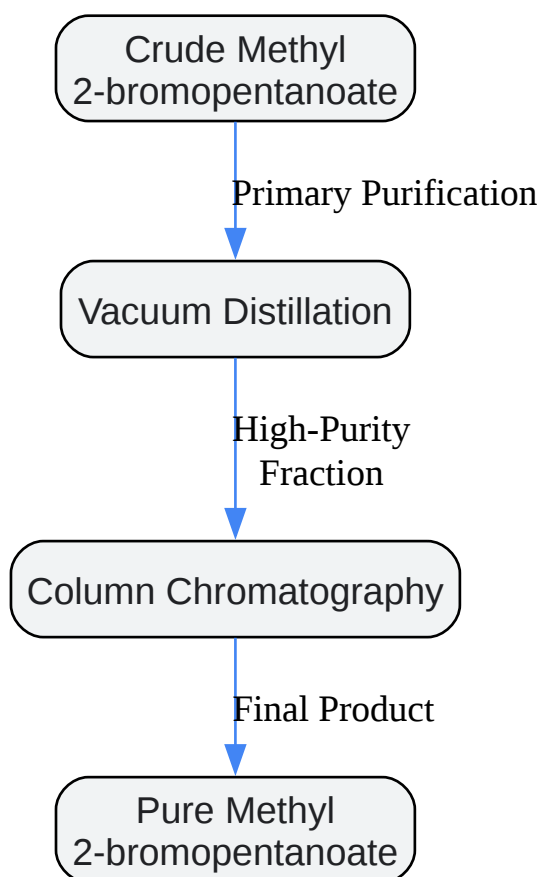 Crude Methyl
2-bromopentanoate
Primary Purification
Vacuum Distillation
High-Purity
Fraction
Column Chromatography
Final Product
Pure Methyl
2-bromopentanoate